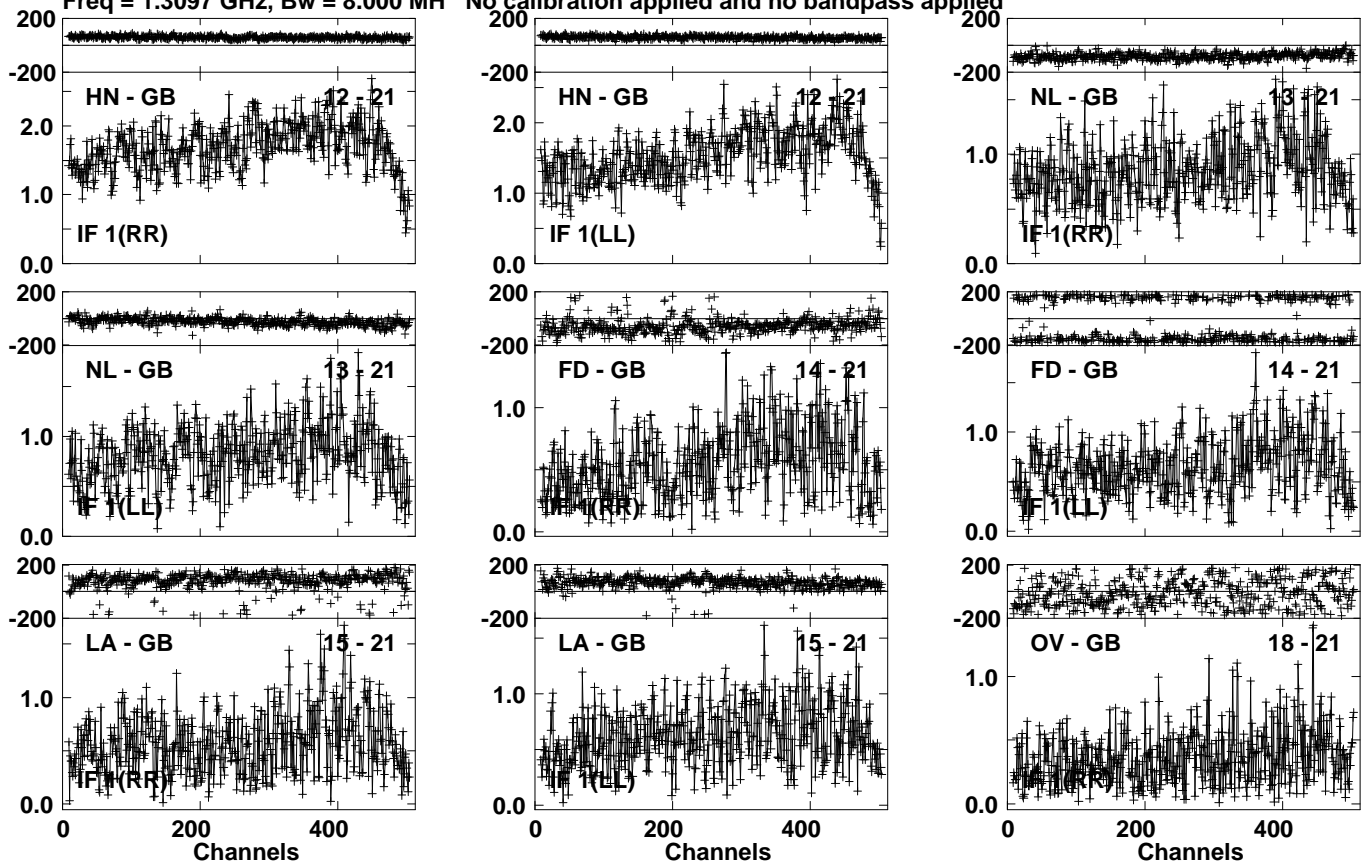 Freq = 1.3097 GHz, Bw = 8.000 MH No calibration applied and no bandpass applied
200
-200
HN - GB 12 - 21
2.0
1.0
IF 1(RR)
0.0
HN - GB 12 - 21
2.0
1.0
IF 1(LL)
0.0
NL - GB 13 - 21
1.0
IF 1(RR)
0.0
200
-200
NL - GB 13 - 21
1.0
IF 1(LL)
0.0
200
-200
FD - GB 14 - 21
1.0
IF 1(RR)
0.0
200
-200
FD - GB 14 - 21
1.0
IF 1(LL)
0.0
200
-200
LA - GB 15 - 21
1.0
IF 1(RR)
0.0
0 200 400
Channels
200
-200
LA - GB 15 - 21
1.0
IF 1(LL)
0.0
0 200 400
Channels
200
-200
OV - GB 18 - 21
1.0
IF 1(RR)
0.0
0 200 400
Channels